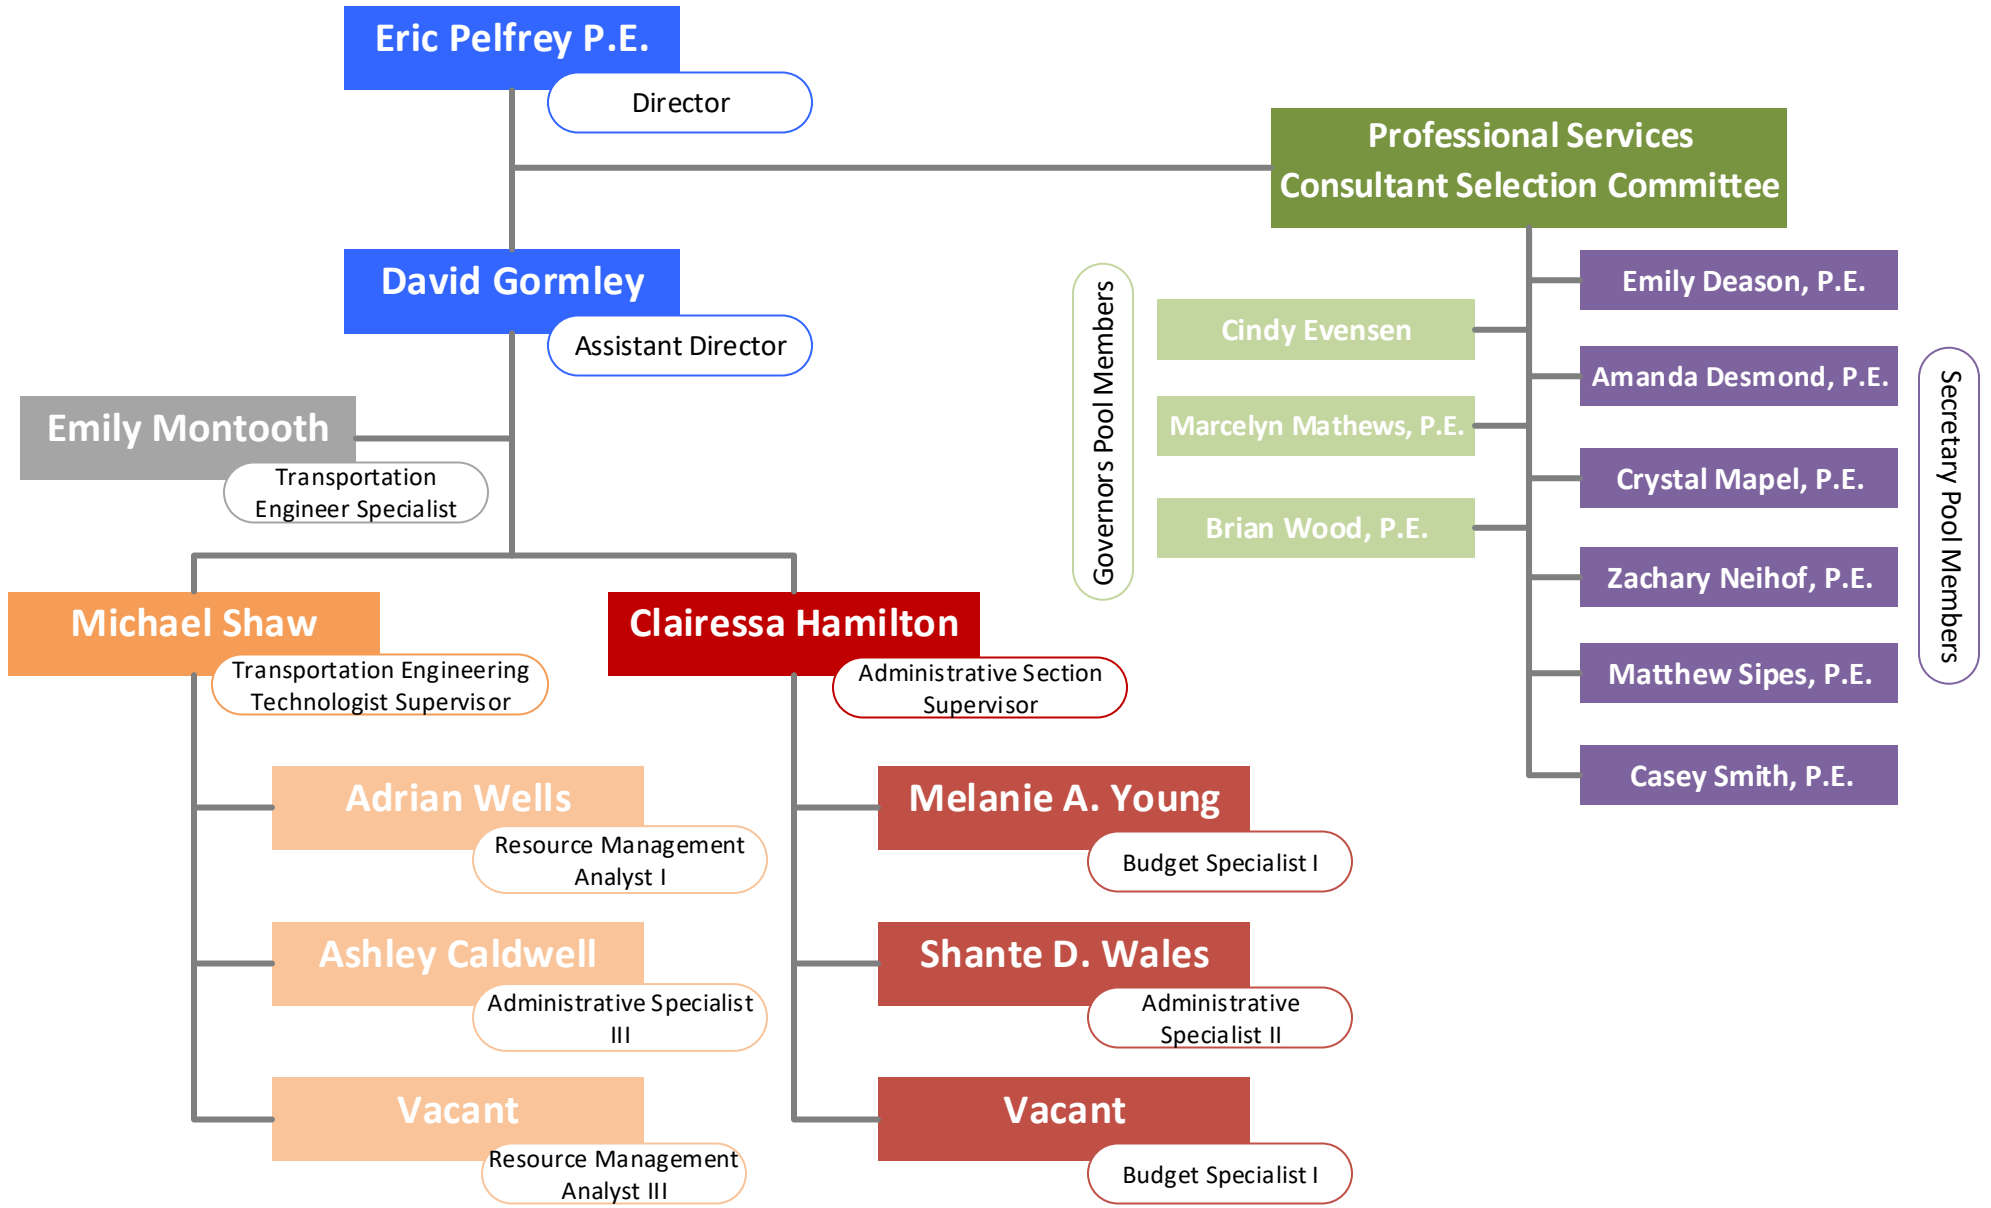 Eric Pelfrey P.E.
Director
Professional Services
Consultant Selection Committee
David Gormley
Assistant Director
Emily Montooth
Transportation
Engineer Specialist
Michael Shaw
Transportation Engineering
Technologist Supervisor
Adrian Wells
Resource Management
Analyst I
Ashley Caldwell
Administrative Specialist
III
Vacant
Resource Management
Analyst III
Clairessa Hamilton
Administrative Section
Supervisor
Melanie A. Young
Budget Specialist I
Shante D. Wales
Administrative
Specialist II
Vacant
Budget Specialist I
Governors Pool Members
Cindy Evensen
Marcelyn Mathews, P.E.
Brian Wood, P.E.
Emily Deason, P.E.
Amanda Desmond, P.E.
Crystal Mapel, P.E.
Zachary Neihof, P.E.
Matthew Sipes, P.E.
Casey Smith, P.E.
Secretary Pool Members